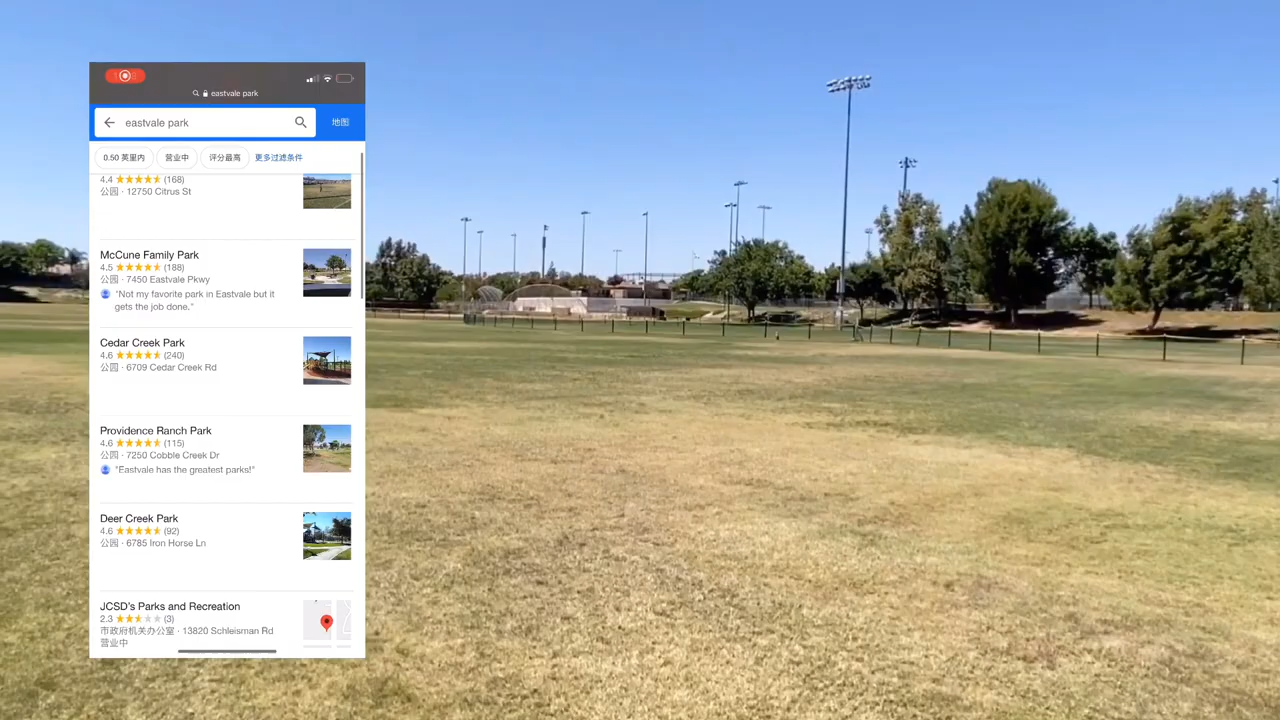 eastvale park
eastvale park
地图
0.50 英里内
营业中
评分最高
更多过滤条件
4.4 (168)
公园 · 12750 Citrus St
McCune Family Park
4.5 (188)
公园 · 7450 Eastvale Pkwy
"Not my favorite park in Eastvale but it
gets the job done."
Cedar Creek Park
4.6 (240)
公园 · 6709 Cedar Creek Rd
Providence Ranch Park
4.6 (115)
公园 · 7250 Cobble Creek Dr
"Eastvale has the greatest parks!"
Deer Creek Park
4.6 (92)
公园 · 6785 Iron Horse Ln
JCSD's Parks and Recreation
2.3 (3)
市政府机关办公室 · 13820 Schleisman Rd
营业中